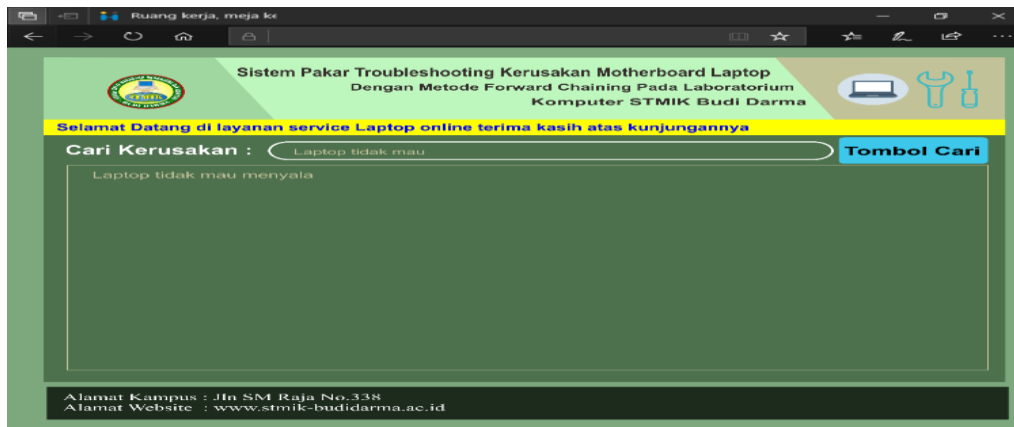 Ruang kerja, meja ke
Sistem Pakar Troubleshooting Kerusakan Motherboard Laptop
Dengan Metode Forward Chaining Pada Laboratorium
Komputer STMIK Budi Darma
STMIK
Selamat Datang di layanan service Laptop online terima kasih atas kunjungannya
Cari Kerusakan :
Laptop tidak mau
Tombol Cari
Laptop tidak mau menyala
Alamat Kampus : Jln SM Raja No.338
Alamat Website : www.stmik-budidarma.ac.id